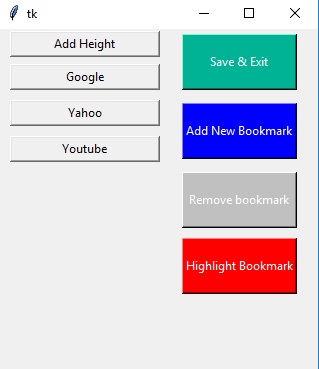 tk
Add Height
Google
Yahoo
Youtube
Save & Exit
Add New Bookmark
Remove bookmark
Highlight Bookmark